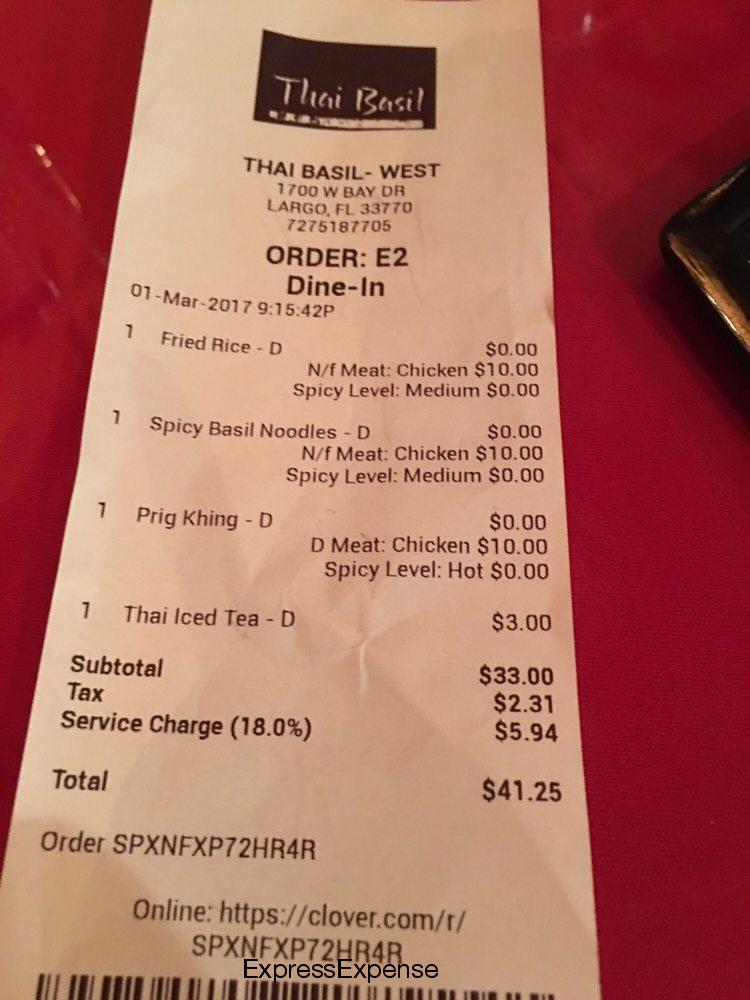 Thai Basil
THAI BASIL- WEST
1700 W BAY DR
LARGO, FL 33770
7275187705
ORDER: E2
Dine-In
01-Mar-2017 9:15:42P
1 Fried Rice - D $0.00
N/f Meat: Chicken $10.00
Spicy Level: Medium $0.00
1 Spicy Basil Noodles - D $0.00
N/f Meat: Chicken $10.00
Spicy Level: Medium $0.00
1 Prig Khing - D $0.00
D Meat: Chicken $10.00
Spicy Level: Hot $0.00
1 Thai Iced Tea - D $3.00
Subtotal $33.00
Tax $2.31
Service Charge (18.0%) $5.94
Total $41.25
Order SPXNFXP72HR4R
Online: https://clover.com/r/
SPXNFXP72HR4R
ExpressExpense